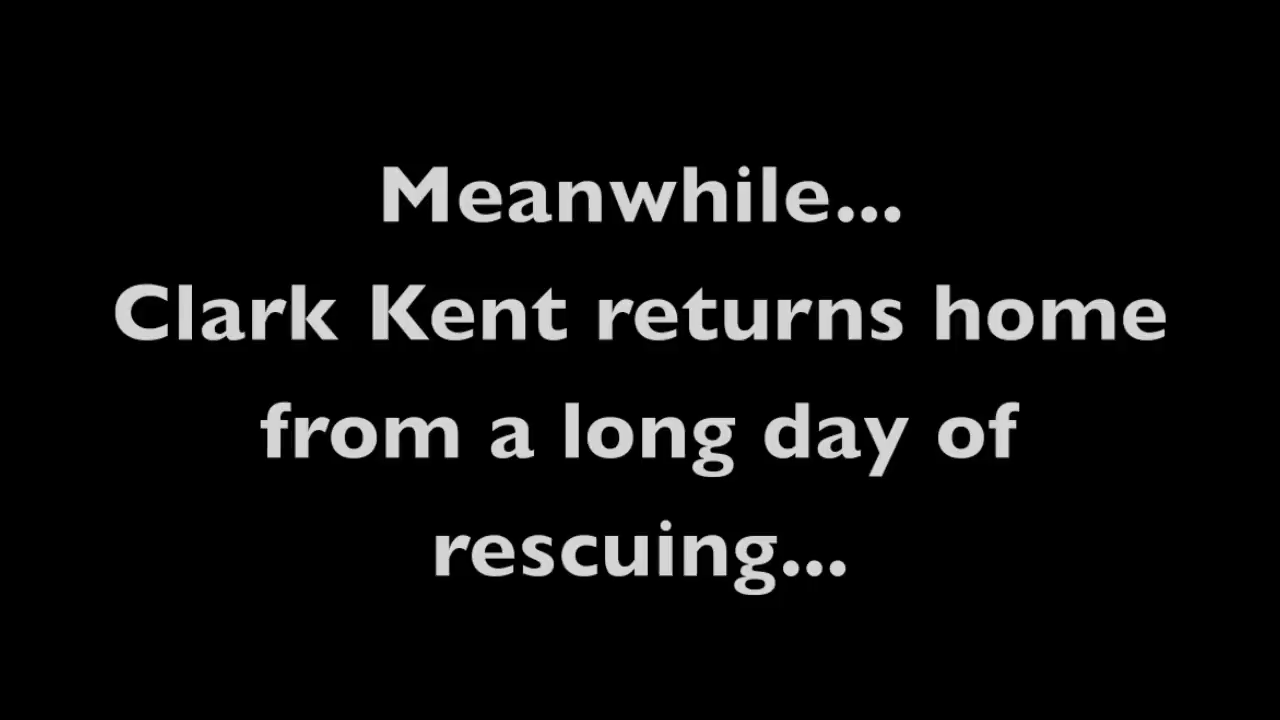 Meanwhile...
Clark Kent returns home
from a long day of
rescuing...